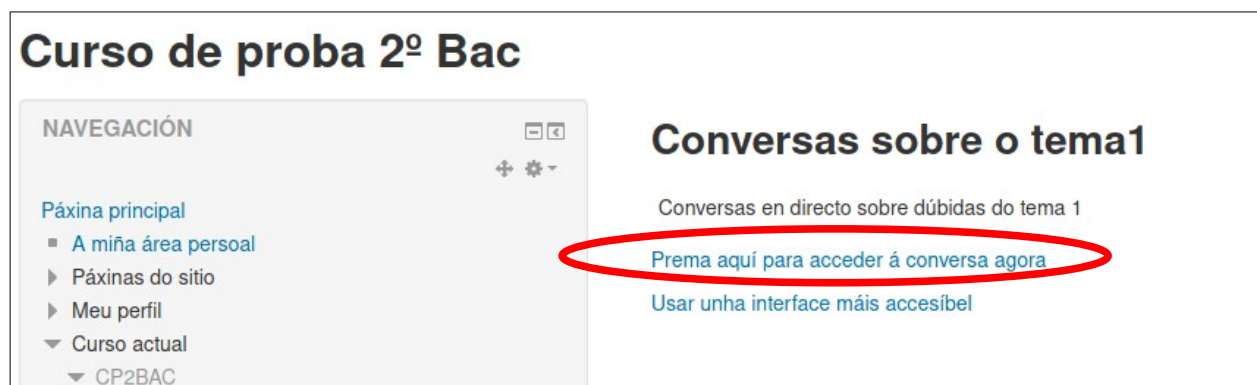 Curso de proba 2º Bac
NAVEGACIÓN
Páxina principal
A miña área persoal
Páxinas do sitio
Meu perfil
Curso actual
CP2BAC
Conversas sobre o tema1
Conversas en directo sobre dúbidas do tema 1
Prema aquí para acceder á conversa agora
Usar unha interface máis accesíbel